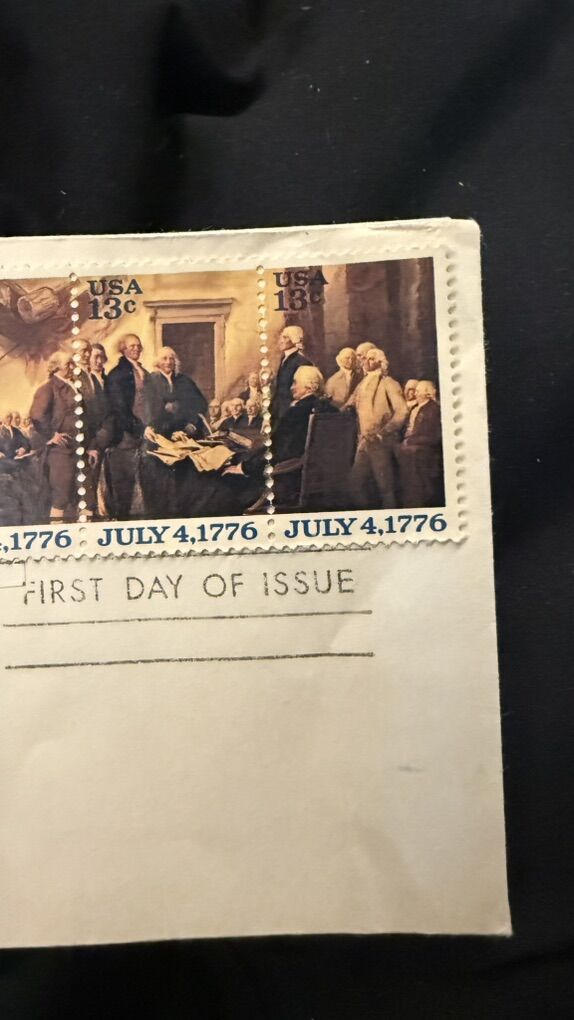 USA
13c
USA
13c
,1776
JULY 4,1776
JULY 4,1776
FIRST DAY OF ISSUE